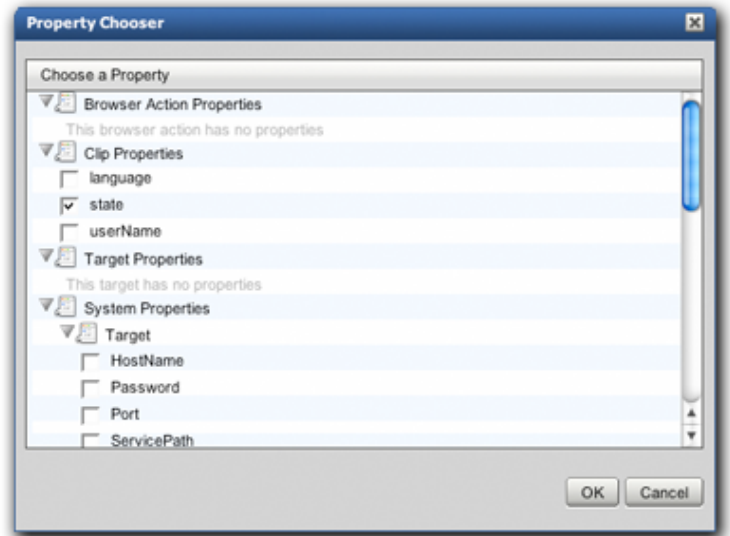 Property Chooser
Choose a Property
Browser Action Properties
This browser action has no properties
Clip Properties
language
state
userName
Target Properties
This target has no properties
System Properties
Target
HostName
Password
Port
ServicePath
OK Cancel